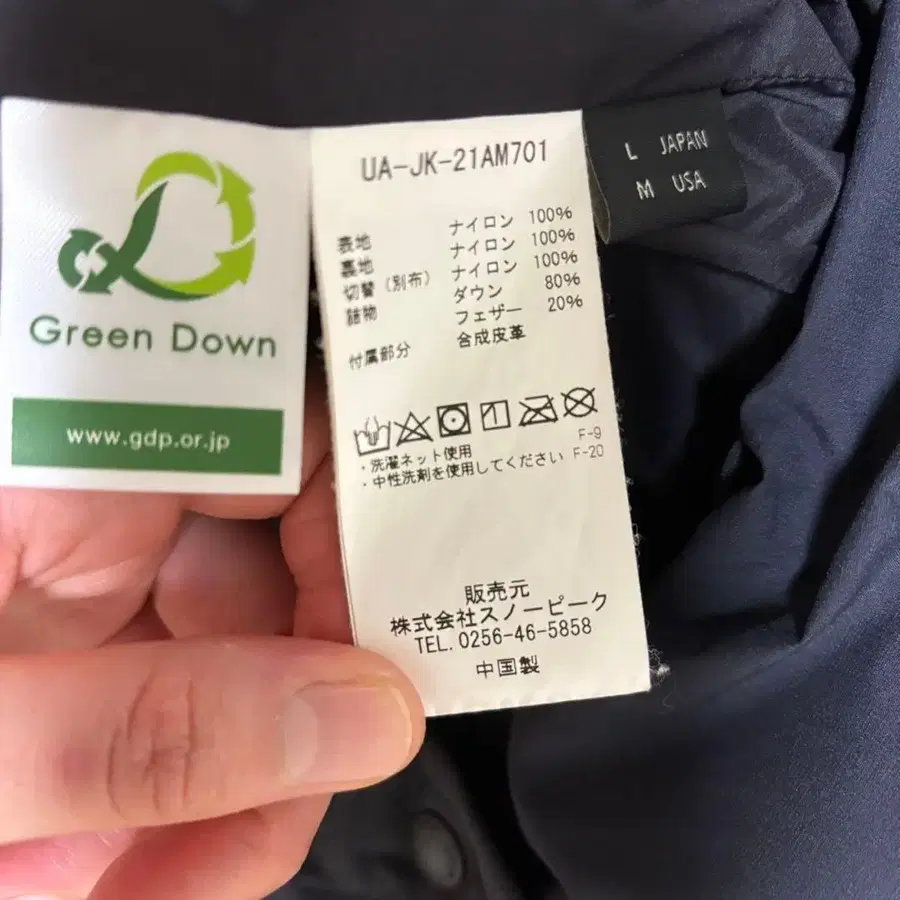 Green Down
www.gdp.or.jp
UA-JK-21AM701
表地 ナイロン 100%
裏地 ナイロン 100%
切替(別布) ナイロン 100%
詰物 ダウン 80%
フェザー 20%
付属部分 合成皮革
・洗濯ネット使用 F-9
・中性洗剤を使用してください F-20
販売元
株式会社スノーピーク
TEL. 0256-46-5858
中国製
L JAPAN
M USA